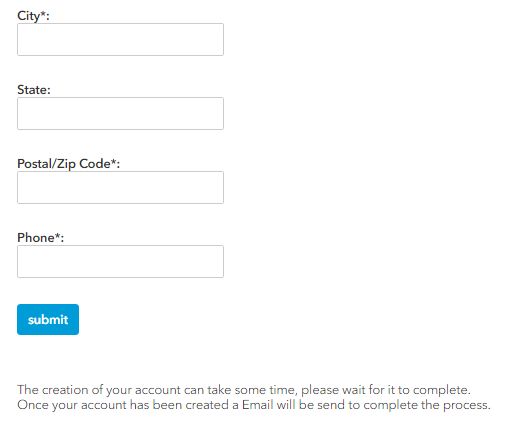 City*:
State:
Postal/Zip Code*:
Phone*:
submit
The creation of your account can take some time, please wait for it to complete.
Once your account has been created a Email will be send to complete the process.